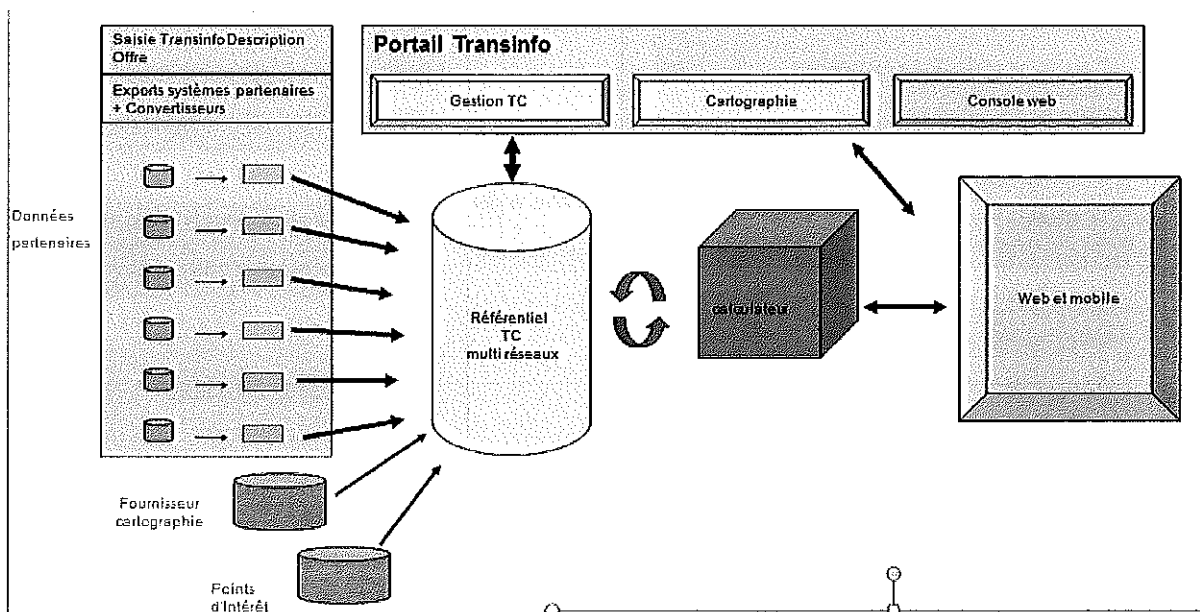 Saisie Transinfo Description
Offre
Exports systèmes partenaires
+ Convertisseurs
Portail Transinfo
Gestion TC
Cartographie
Console web
Données
partenaires
Référentiel
TC
multi réseaux
calculateur
Web et mobile
Fournisseur
cartographie
Points
d'Intérêt